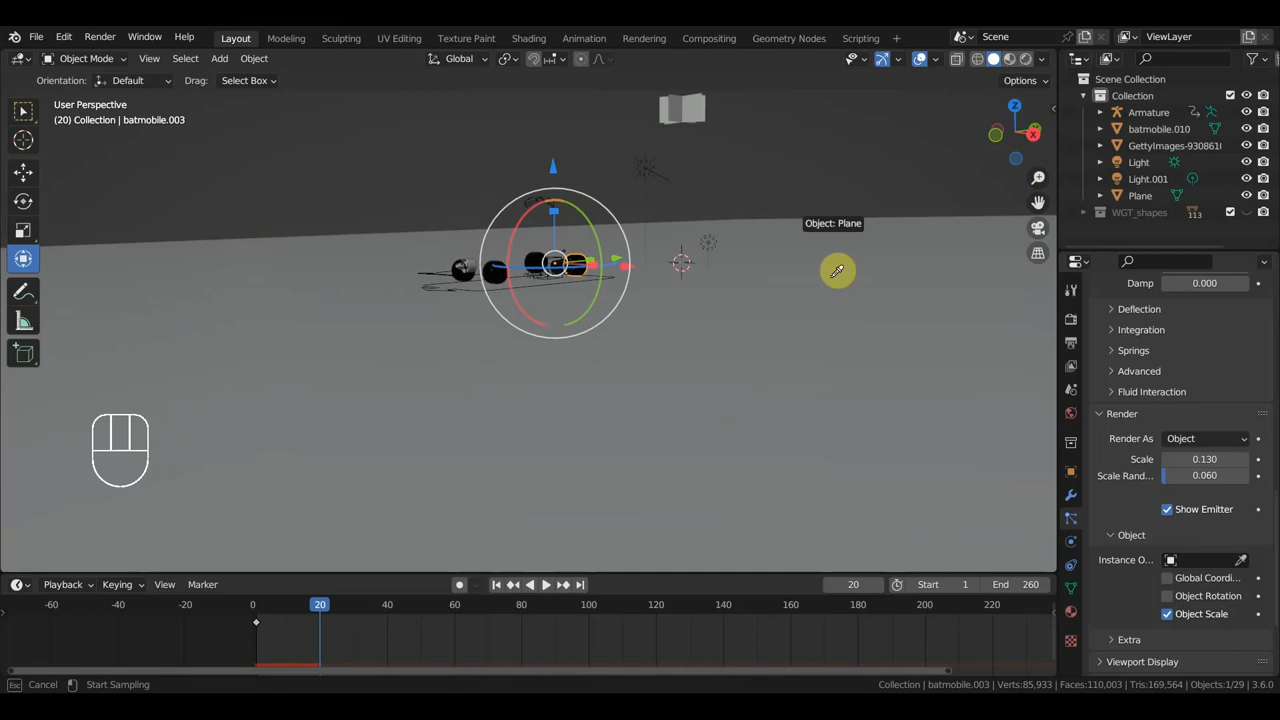 File Edit Render Window Help Layout Modeling Sculpting UV Editing Texture Paint Shading Animation Rendering Compositing Geometry Nodes Scripting Scene ViewLayer
Object Mode View Select Add Object Global
Orientation: Default Drag: Select Box Options
User Perspective
(20) Collection | batmobile.003
Z
X
Object: Plane
Scene Collection
Collection
Armature
batmobile.010
GettyImages-9308610
Light
Light.001
Plane
WGT_shapes 113
Damp 0.000
Deflection
Integration
Springs
Advanced
Fluid Interaction
Render
Render As Object
Scale 0.130
Scale Rand... 0.060
Show Emitter
Object
Instance O...
Global Coordi...
Object Rotation
Object Scale
Extra
Viewport Display
Playback Keying View Marker 20 Start 1 End 260
-60 -40 -20 0 20 40 60 80 100 120 140 160 180 200 220
Esc Cancel Start Sampling Collection | batmobile.003 | Verts:85,933 | Faces:110,003 | Tris:169,564 | Objects:1/29 | 3.6.0